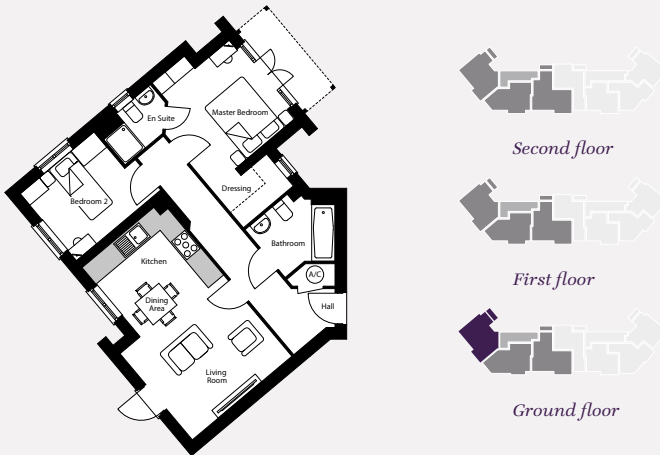 Master Bedroom
En Suite
Dressing
Bedroom 2
Bathroom
Kitchen
A/C
Hall
Dining
Area
Living
Room
Second floor
First floor
Ground floor